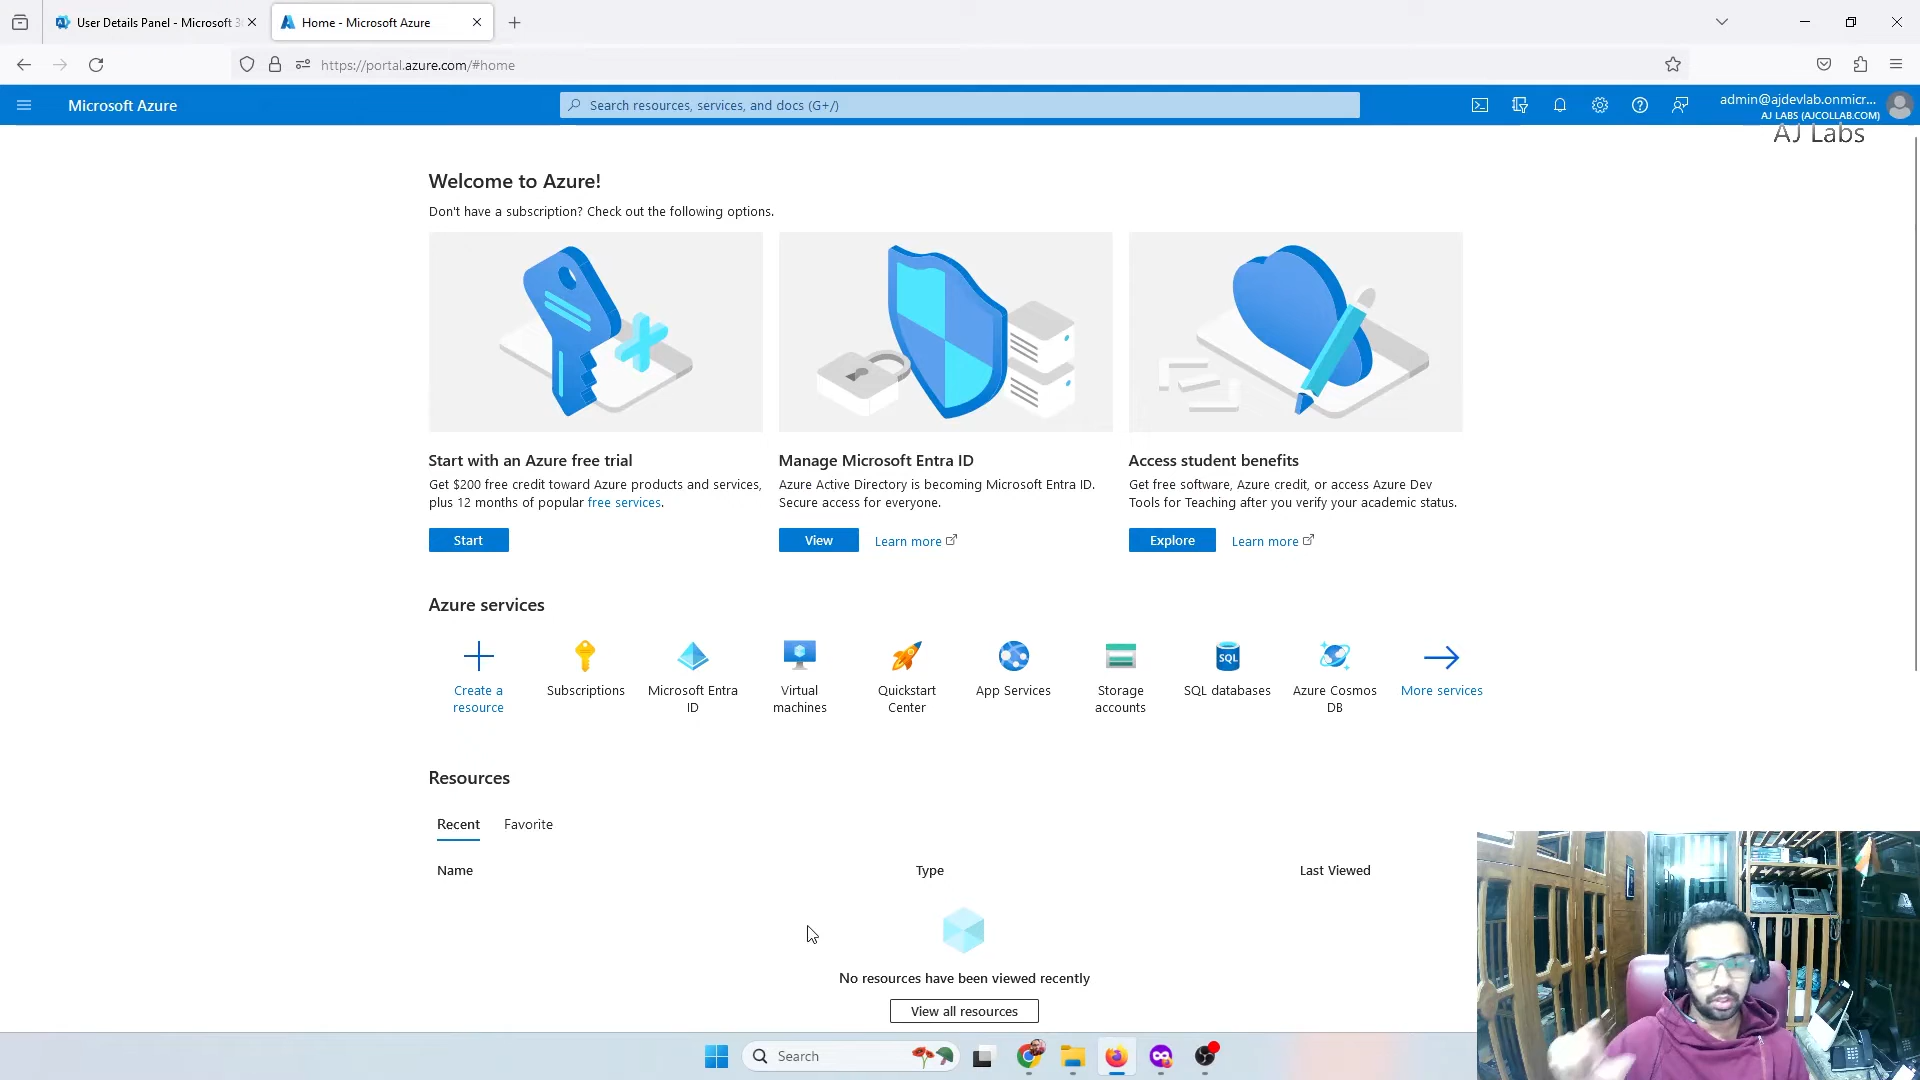 User Details Panel - Microsoft 3
Home - Microsoft Azure
https://portal.azure.com/#home
Microsoft Azure
Search resources, services, and docs (G+/)
admin@ajdevlab.onmicr...
AJ LABS (AJCOLLAB.COM)
AJ Labs
Welcome to Azure!
Don't have a subscription? Check out the following options.
Start with an Azure free trial
Get $200 free credit toward Azure products and services,
plus 12 months of popular free services.
Start
Manage Microsoft Entra ID
Azure Active Directory is becoming Microsoft Entra ID.
Secure access for everyone.
View
Learn more
Access student benefits
Get free software, Azure credit, or access Azure Dev
Tools for Teaching after you verify your academic status.
Explore
Learn more
Azure services
Create a
resource
Subscriptions
Microsoft Entra
ID
Virtual
machines
Quickstart
Center
App Services
Storage
accounts
SQL
SQL databases
Azure Cosmos
DB
More services
Resources
Recent
Favorite
Name
Type
Last Viewed
No resources have been viewed recently
View all resources
Search